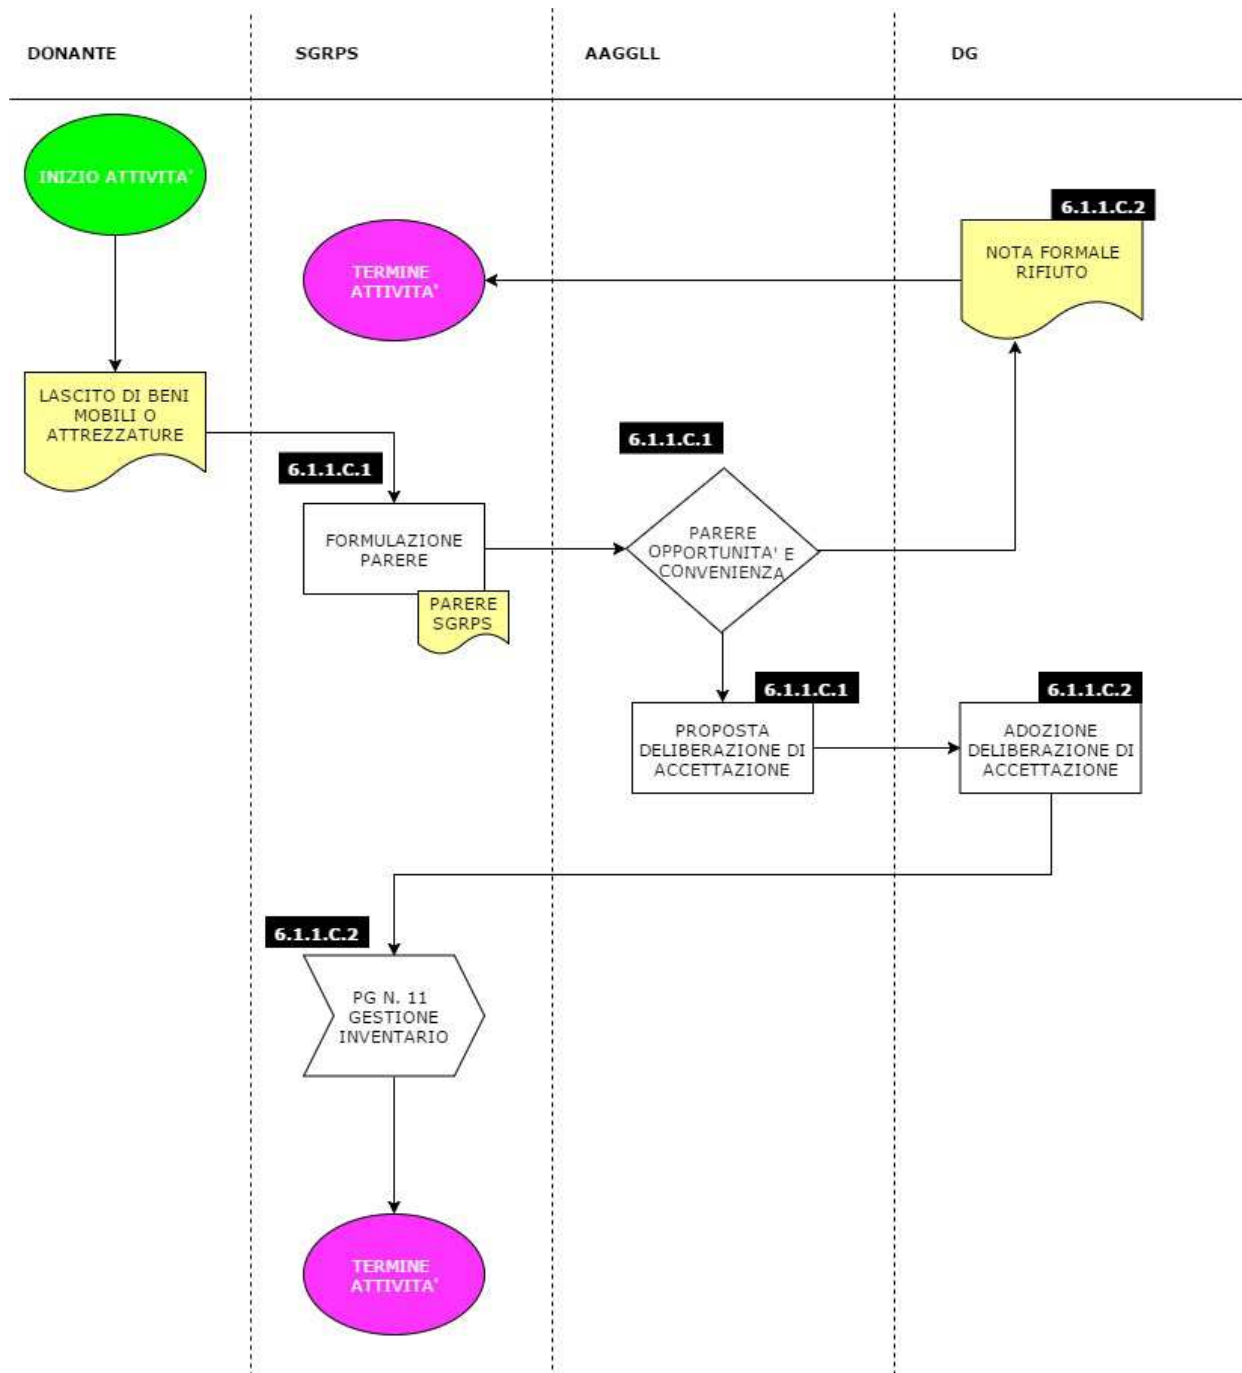 DONANTE
SGRPS
AAGGLL
DG
INIZIO ATTIVITA'
6.1.1.C.2
NOTA FORMALE
RIFIUTO
TERMINE
ATTIVITA'
LASCITO DI BENI
MOBILI O
ATTREZZATURE
6.1.1.C.1
FORMULAZIONE
PARERE
PARERE
SGRPS
6.1.1.C.1
PARERE
OPPORTUNITA' E
CONVENIENZA
6.1.1.C.1
PROPOSTA
DELIBERAZIONE DI
ACCETTAZIONE
6.1.1.C.2
ADOZIONE
DELIBERAZIONE DI
ACCETTAZIONE
6.1.1.C.2
PG N. 11
GESTIONE
INVENTARIO
TERMINE
ATTIVITA'